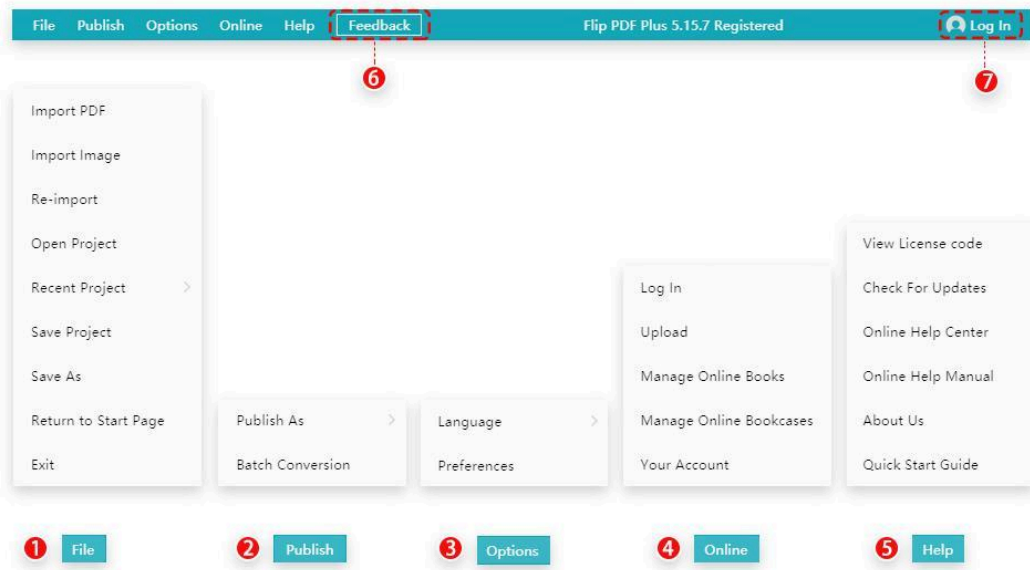 File Publish Options Online Help Feedback Flip PDF Plus 5.15.7 Registered Log In
6 7
Import PDF
Import Image
Re-import
Open Project
Recent Project
Save Project
Save As
Return to Start Page
Exit
Publish As
Batch Conversion
Language
Preferences
Log In
Upload
Manage Online Books
Manage Online Bookcases
Your Account
View License code
Check For Updates
Online Help Center
Online Help Manual
About Us
Quick Start Guide
1 File 2 Publish 3 Options 4 Online 5 Help